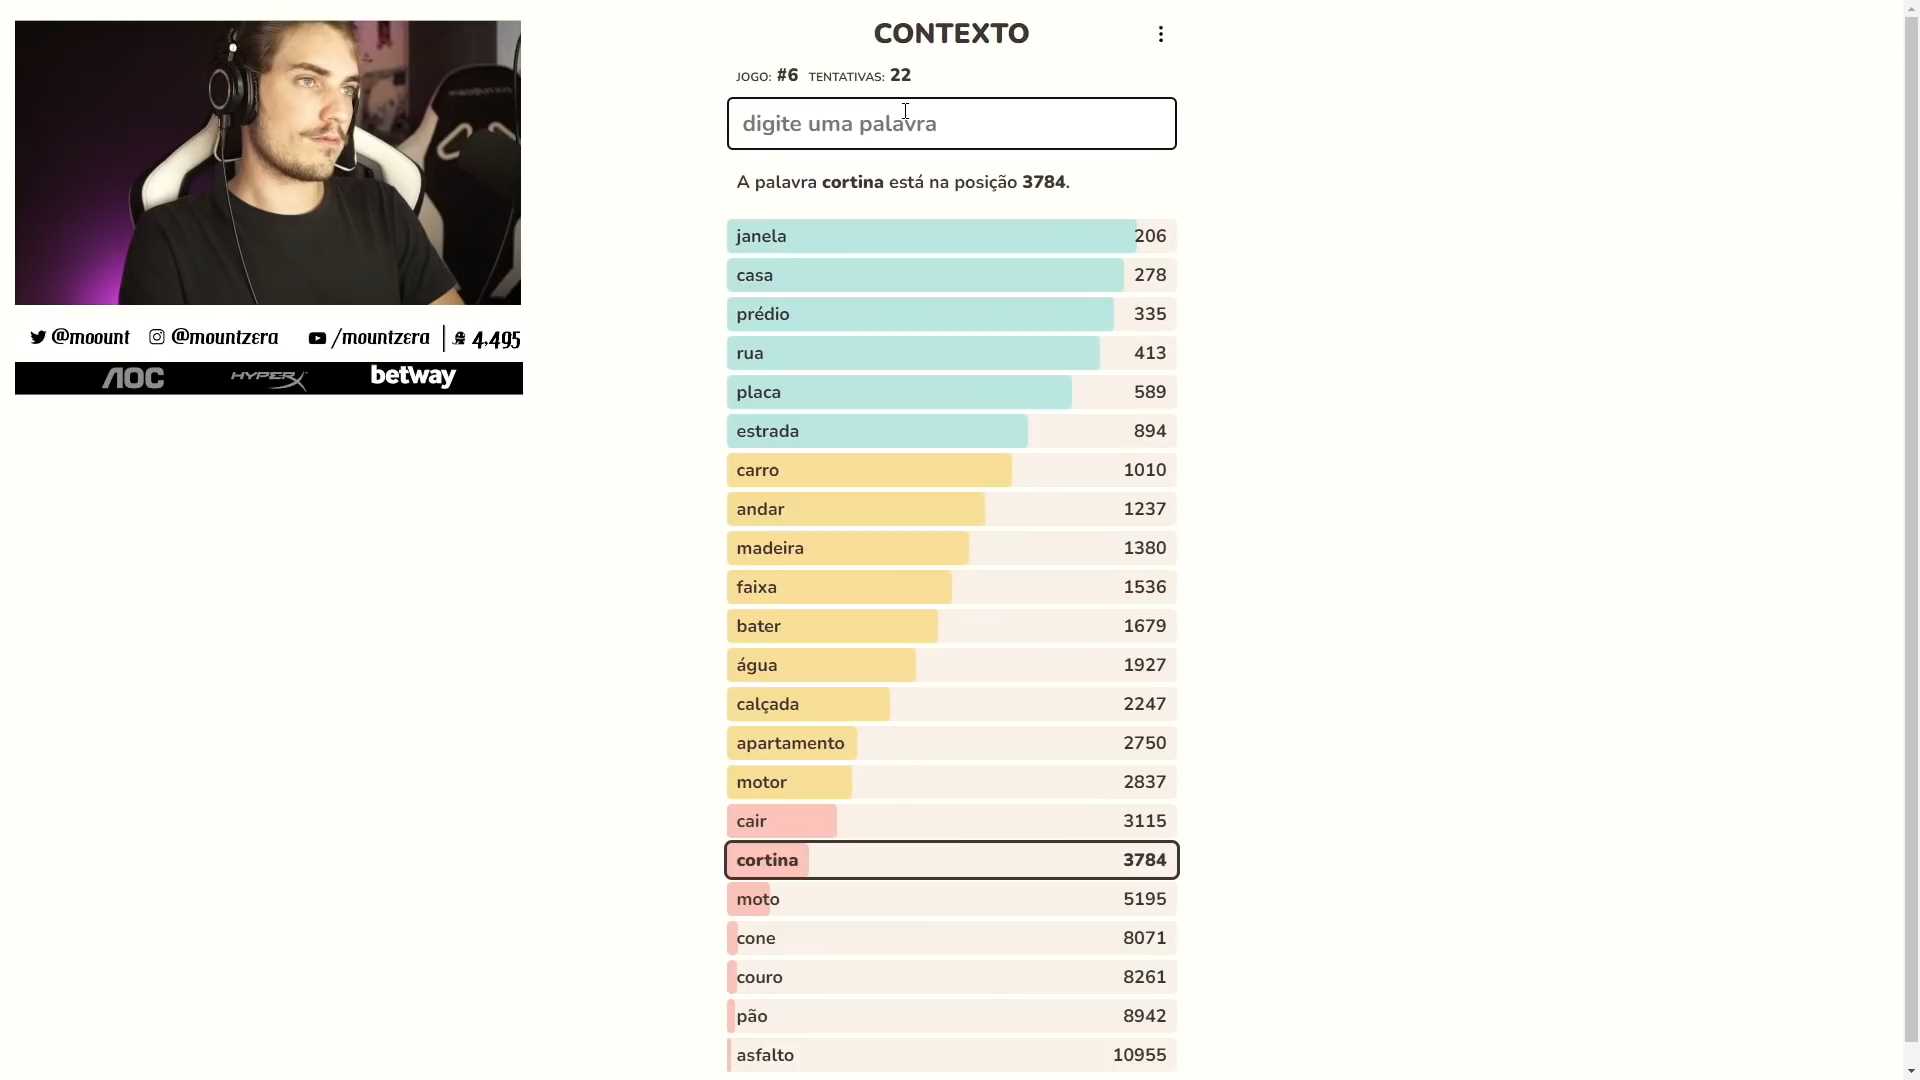 CONTEXTO
JOGO: #6 TENTATIVAS: 22
digite uma palavra
A palavra cortina está na posição 3784.
janela 206
casa 278
prédio 335
rua 413
placa 589
estrada 894
carro 1010
andar 1237
madeira 1380
faixa 1536
bater 1679
água 1927
calçada 2247
apartamento 2750
motor 2837
cair 3115
cortina 3784
moto 5195
cone 8071
couro 8261
pão 8942
asfalto 10955
@moount @mountzera /mountzera 4.495
AOC HYPERX betway